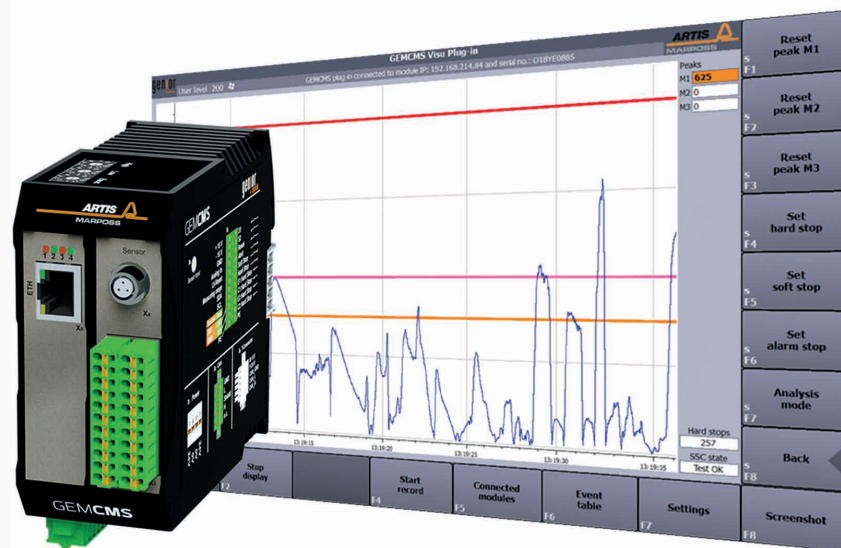 GEMCMS Visu Plug-in
GEMCMS plug-in connected to module IP: 192.168.214.84 and serial no.: O18YE0885
User level 200
ARTIS
MARPOSS
Peaks
M1 625
M2 0
M3 0
Hard stops
257
SSC state
Test OK
13:19:15
13:19:20
13:19:25
13:19:30
13:19:35
Reset
peak M1
S
F1
Reset
peak M2
S
F2
Reset
peak M3
S
F3
Set
hard stop
S
F4
Set
soft stop
S
F5
Set
alarm stop
S
F6
Analysis
mode
S
F7
Back
S
F8
Screenshot
F8
Stop
display
F2
Start
record
F4
Connected
modules
F5
Event
table
F6
Settings
F7
ARTIS
MARPOSS
genior
GEMCMS
1 2 3 4
ETH
Sensor
GEMCMS